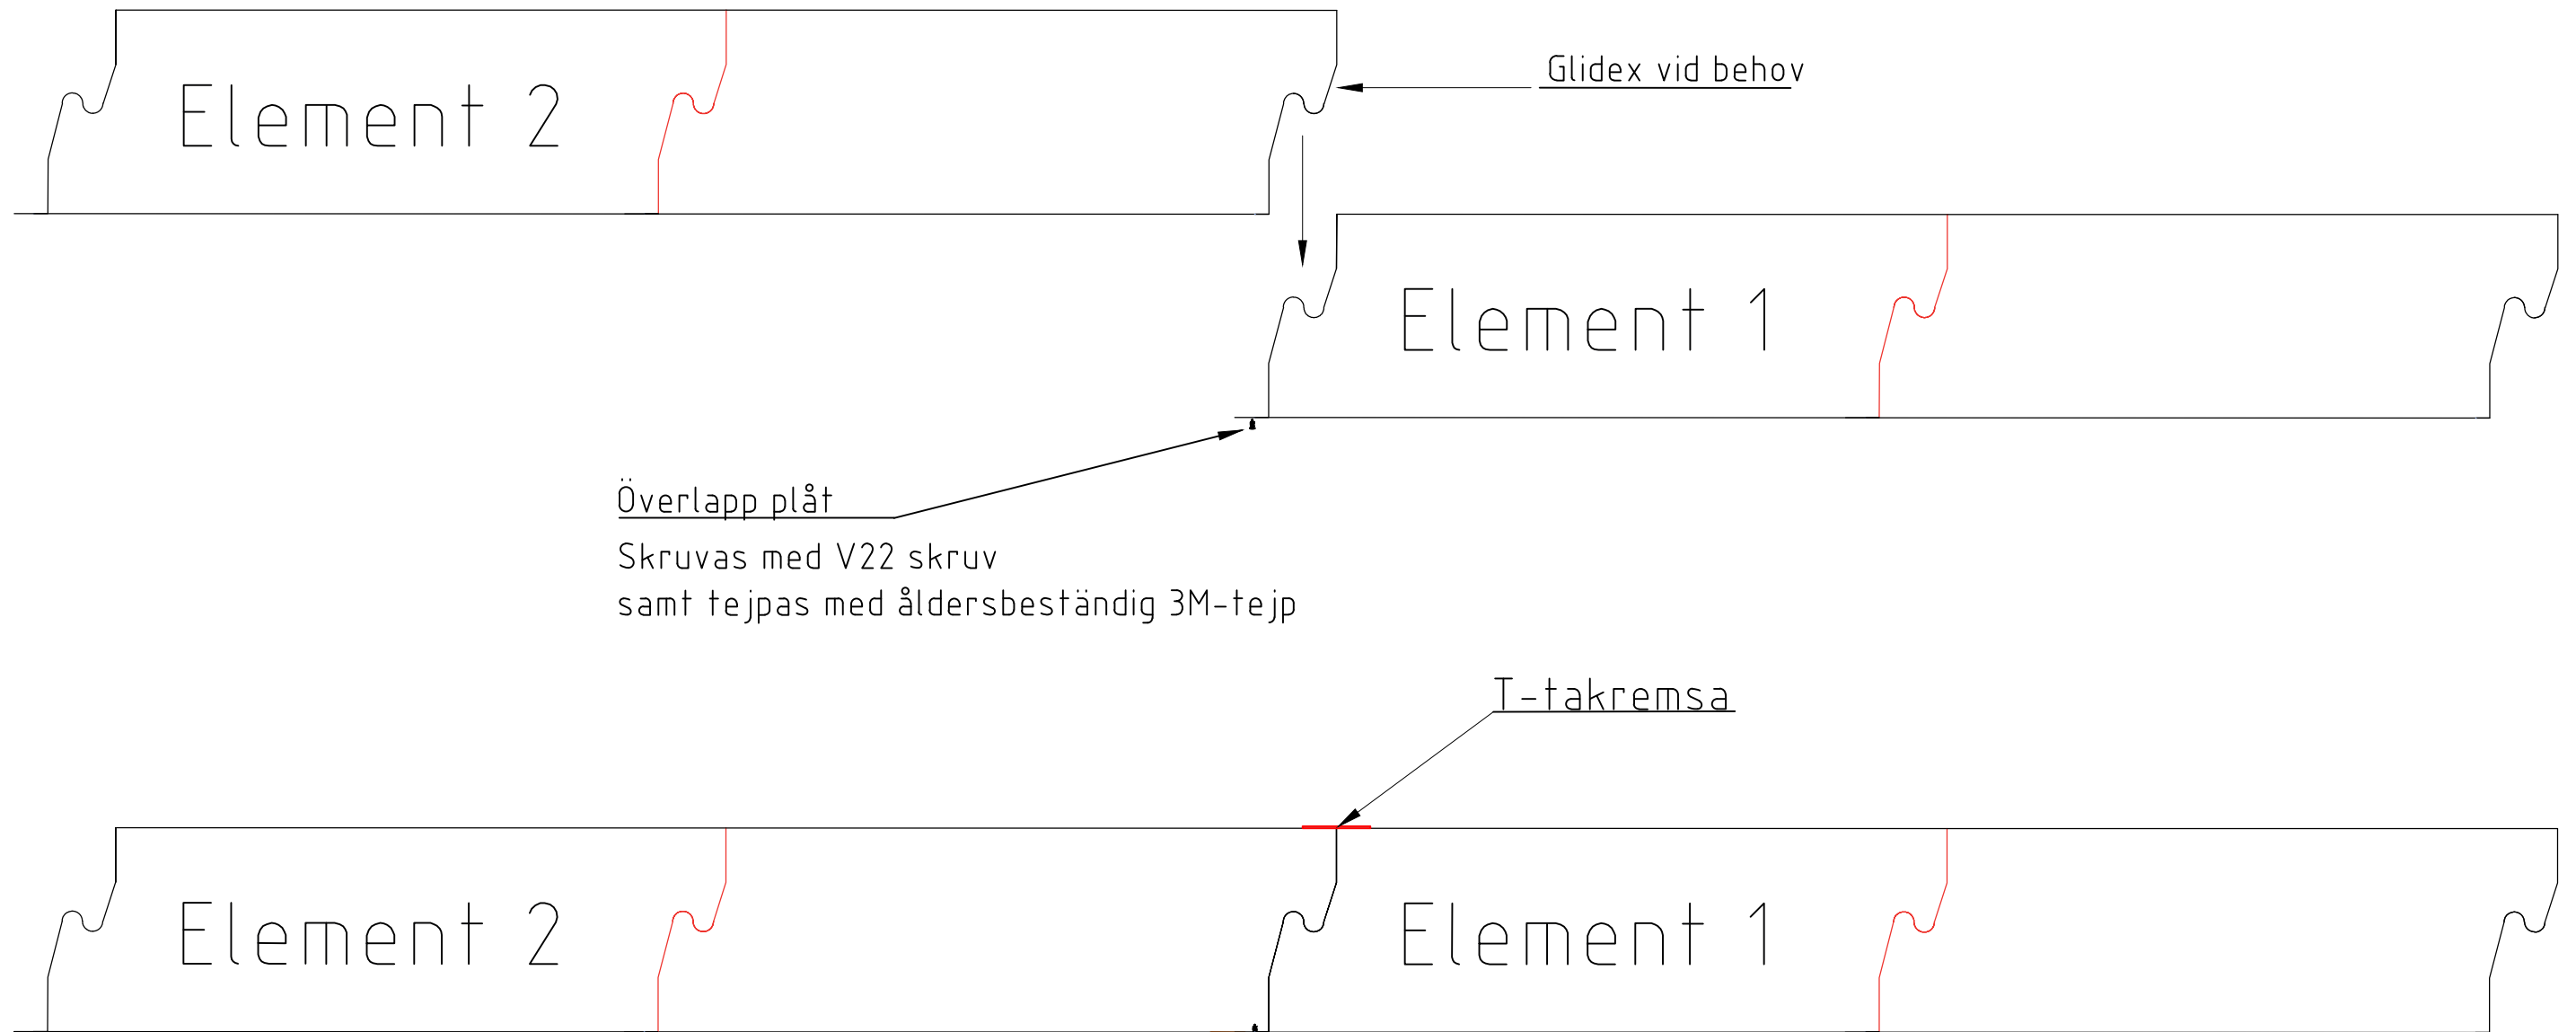 Element 2
Glidex vid behov
Element 1
Överlapp plåt
Skruvas med V22 skruv
samt tejpas med åldersbeständig 3M-tejp
T-takremsa
Element 2
Element 1